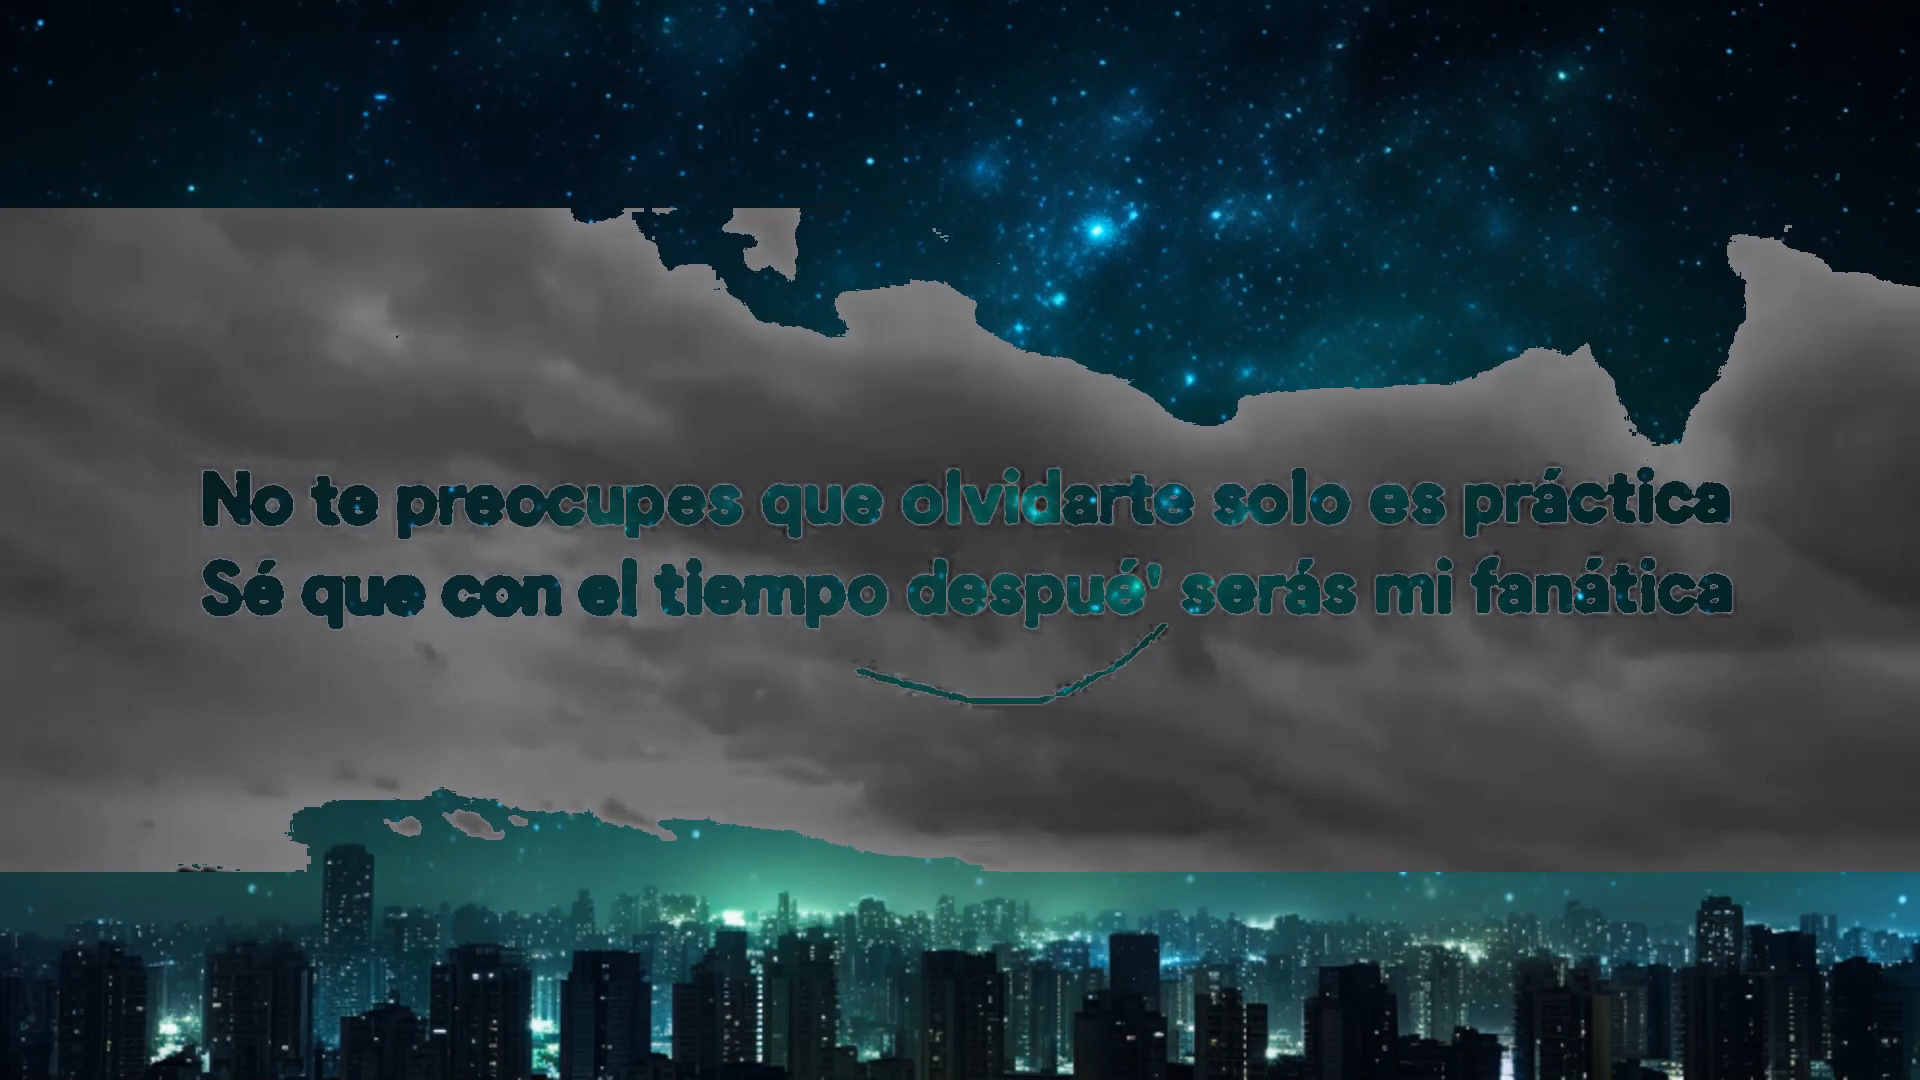 No te preocupes que olvidarte solo es práctica
Sé que con el tiempo despué' serás mi fanática